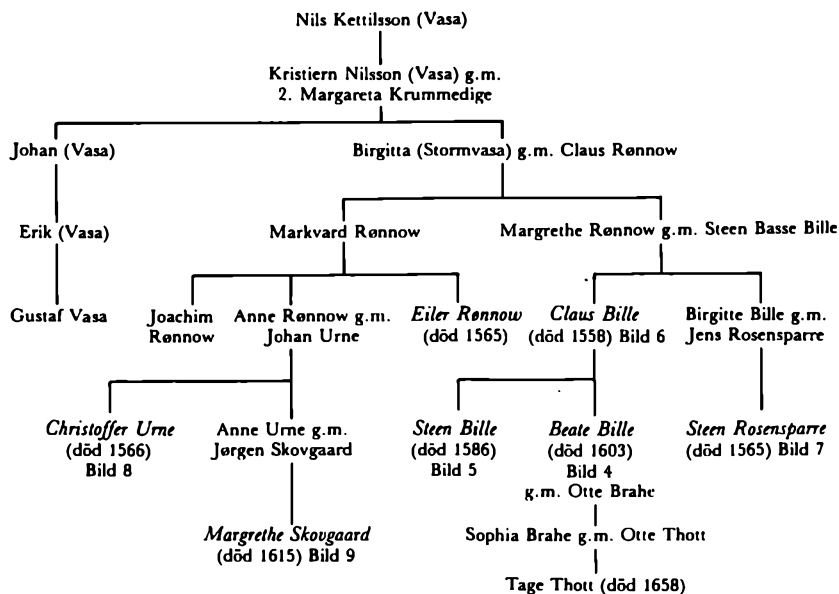 Nils Kettilsson (Vasa)
Kristiern Nilsson (Vasa) g.m.
2. Margareta Krummedige
Johan (Vasa)
Birgitta (Stormvasa) g.m. Claus Rønnow
Erik (Vasa)
Markvard Rønnow
Margrethe Rønnow g.m. Steen Basse Bille
Gustaf Vasa
Joachim
Rønnow
Anne Rønnow g.m.
Johan Urne
Eiler Rønnow
(död 1565)
Claus Bille
(död 1558) Bild 6
Birgitte Bille g.m.
Jens Rosensparre
Christoffer Urne
(död 1566)
Bild 8
Anne Urne g.m.
Jørgen Skovgaard
Steen Bille
(död 1586)
Bild 5
Beate Bille
(död 1603)
Bild 4
g.m. Otte Brahe
Steen Rosensparre
(död 1565) Bild 7
Margrethe Skovgaard
(död 1615) Bild 9
Sophia Brahe g.m. Otte Thott
Tage Thott (död 1658)